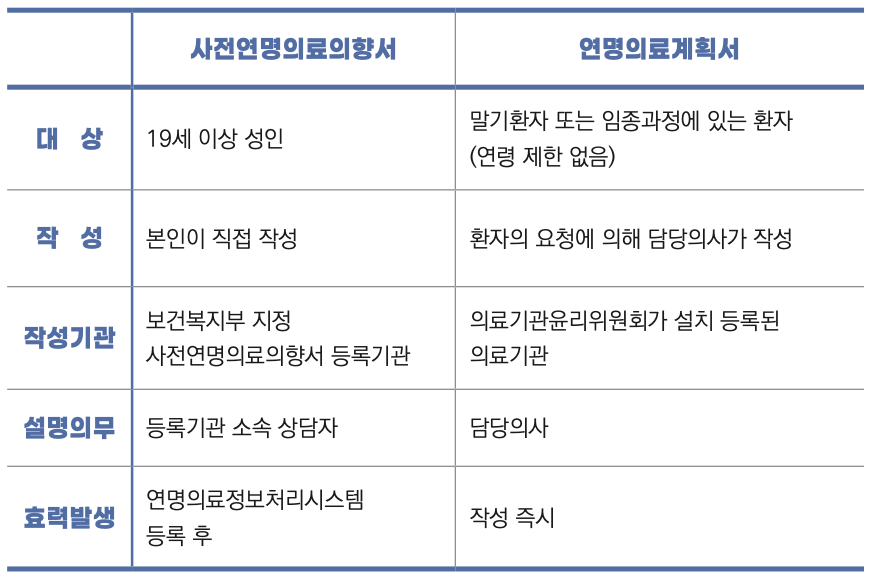 사전연명의료의향서 연명의료계획서
대 상 19세 이상 성인 말기환자 또는 임종과정에 있는 환자
(연령 제한 없음)
작 성 본인이 직접 작성 환자의 요청에 의해 담당의사가 작성
작성기관 보건복지부 지정
사전연명의료의향서 등록기관
의료기관윤리위원회가 설치 등록된
의료기관
설명의무 등록기관 소속 상담자 담당의사
효력발생 연명의료정보처리시스템
등록 후
작성 즉시